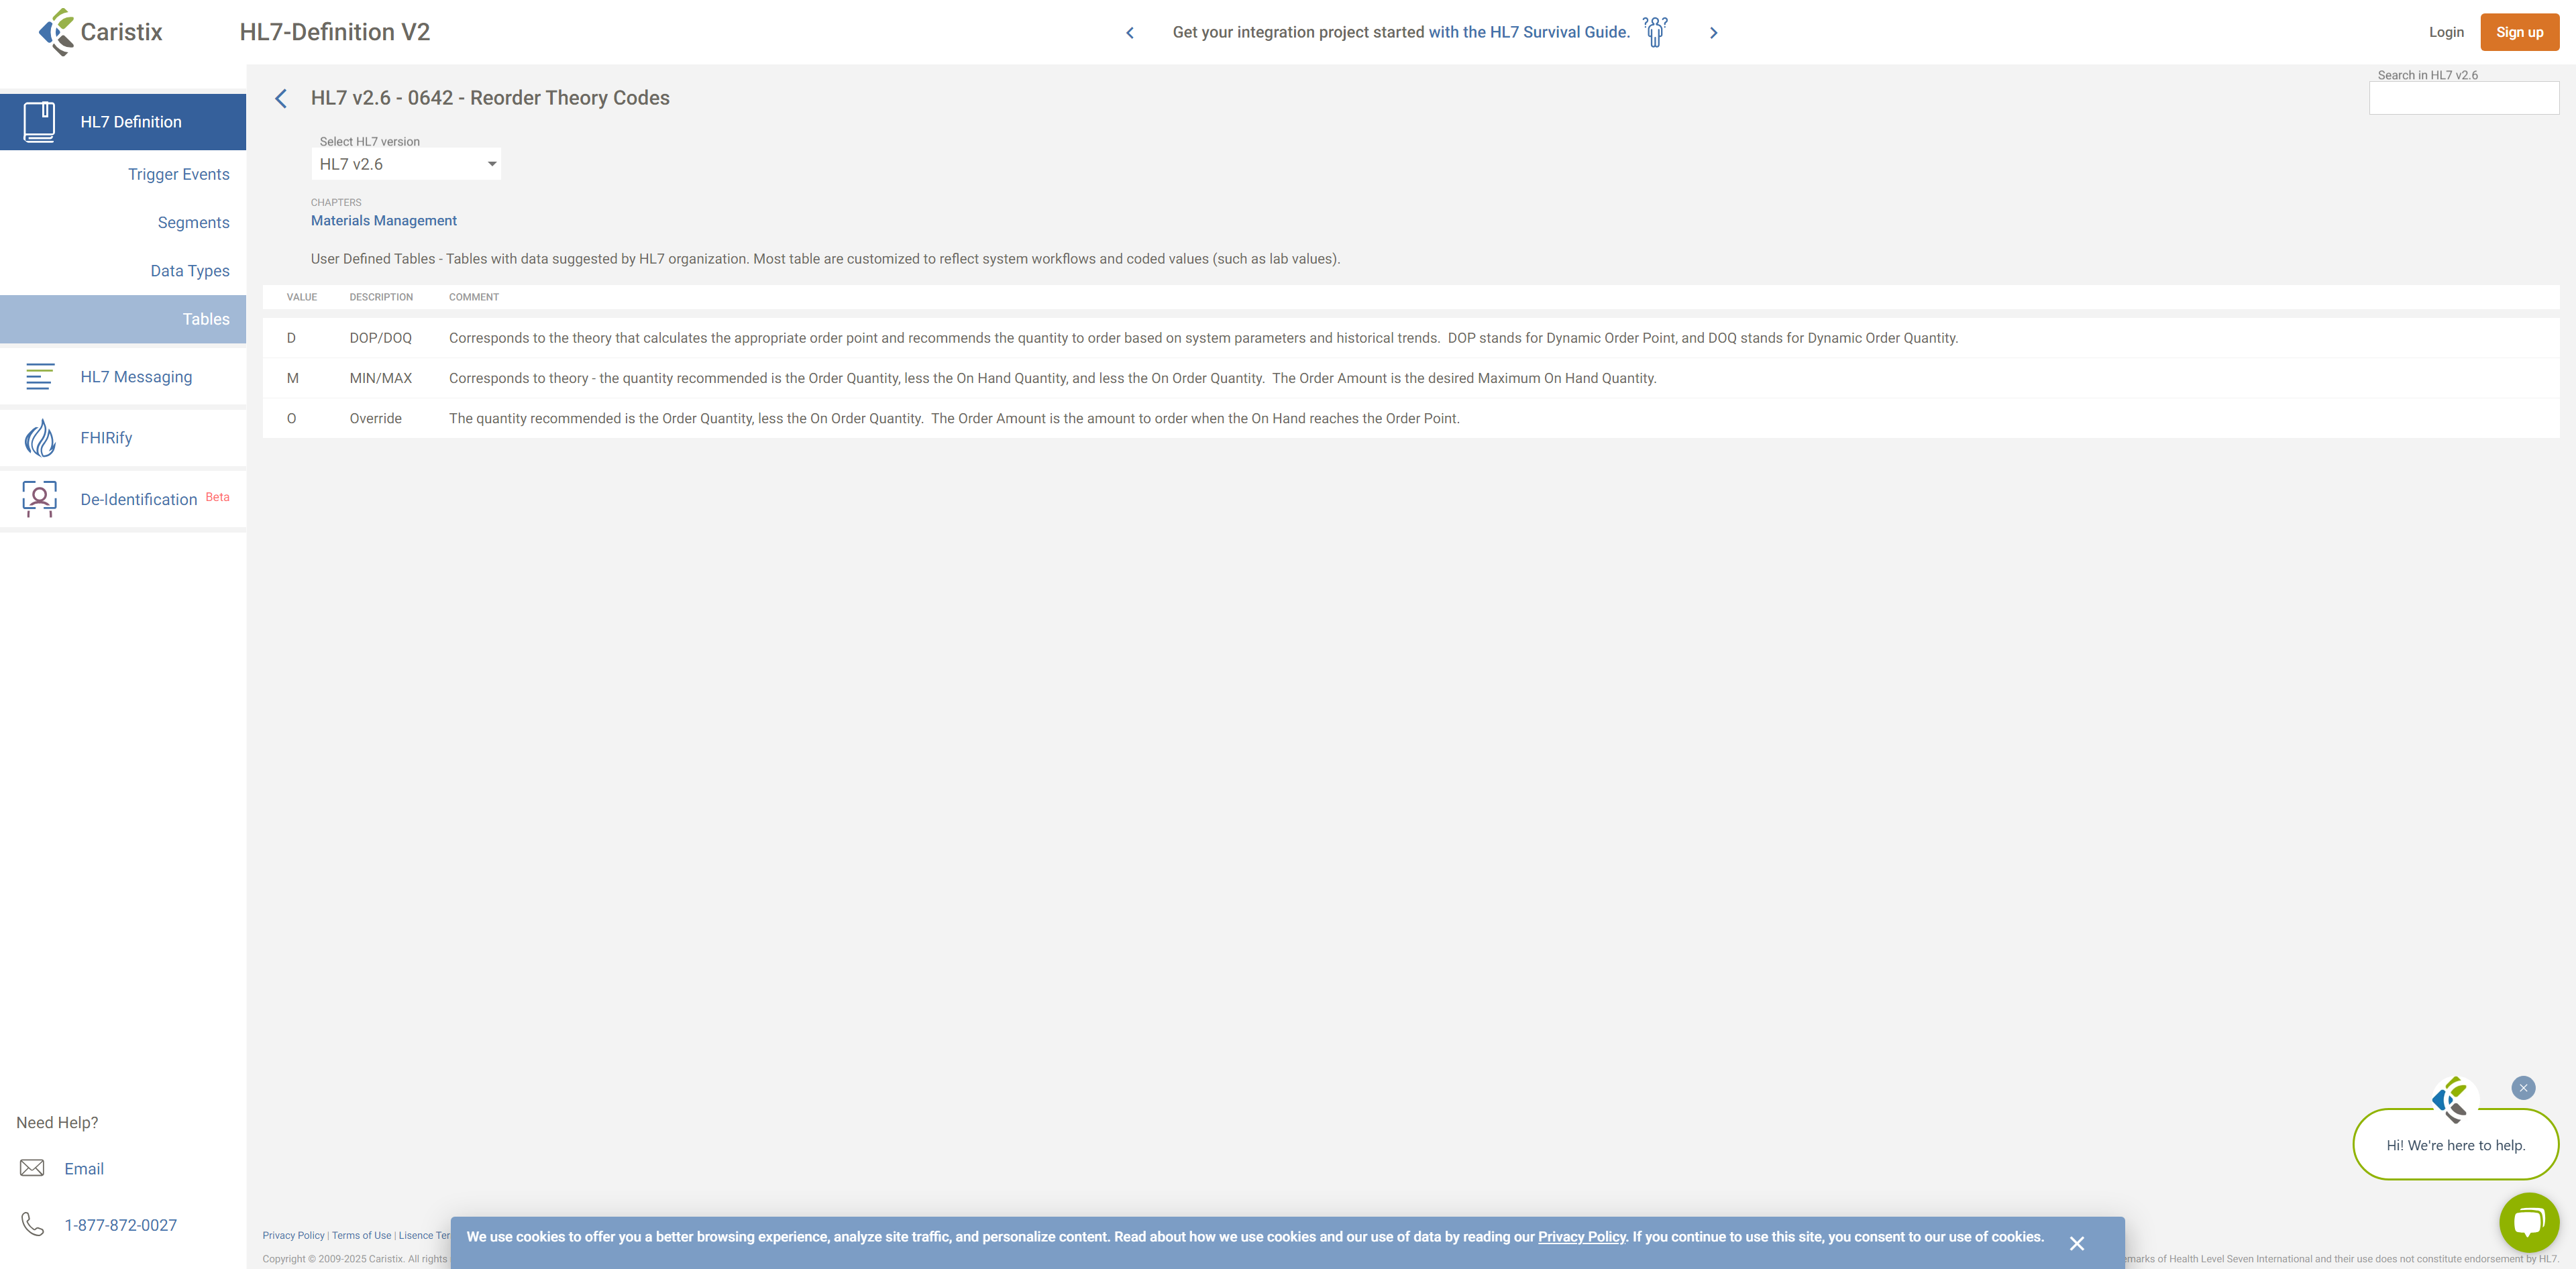 Caristix
HL7-Definition V2
Get your integration project started with the HL7 Survival Guide.
Login
Sign up
HL7 Definition
Trigger Events
Segments
Data Types
Tables
HL7 Messaging
FHIRify
De-Identification Beta
Need Help?
Email
1-877-872-0027
HL7 v2.6 - 0642 - Reorder Theory Codes
Search in HL7 v2.6
Select HL7 version
HL7 v2.6
CHAPTERS
Materials Management
User Defined Tables - Tables with data suggested by HL7 organization. Most table are customized to reflect system workflows and coded values (such as lab values).
VALUE DESCRIPTION COMMENT
D DOP/DOQ Corresponds to the theory that calculates the appropriate order point and recommends the quantity to order based on system parameters and historical trends. DOP stands for Dynamic Order Point, and DOQ stands for Dynamic Order Quantity.
M MIN/MAX Corresponds to theory - the quantity recommended is the Order Quantity, less the On Hand Quantity, and less the On Order Quantity. The Order Amount is the desired Maximum On Hand Quantity.
O Override The quantity recommended is the Order Quantity, less the On Order Quantity. The Order Amount is the amount to order when the On Hand reaches the Order Point.
Hi! We're here to help.
Privacy Policy | Terms of Use | Lisence Ter
We use cookies to offer you a better browsing experience, analyze site traffic, and personalize content. Read about how we use cookies and our use of data by reading our Privacy Policy. If you continue to use this site, you consent to our use of cookies.
Copyright © 2009-2025 Caristix. All rights
emarks of Health Level Seven International and their use does not constitute endorsement by HL7.